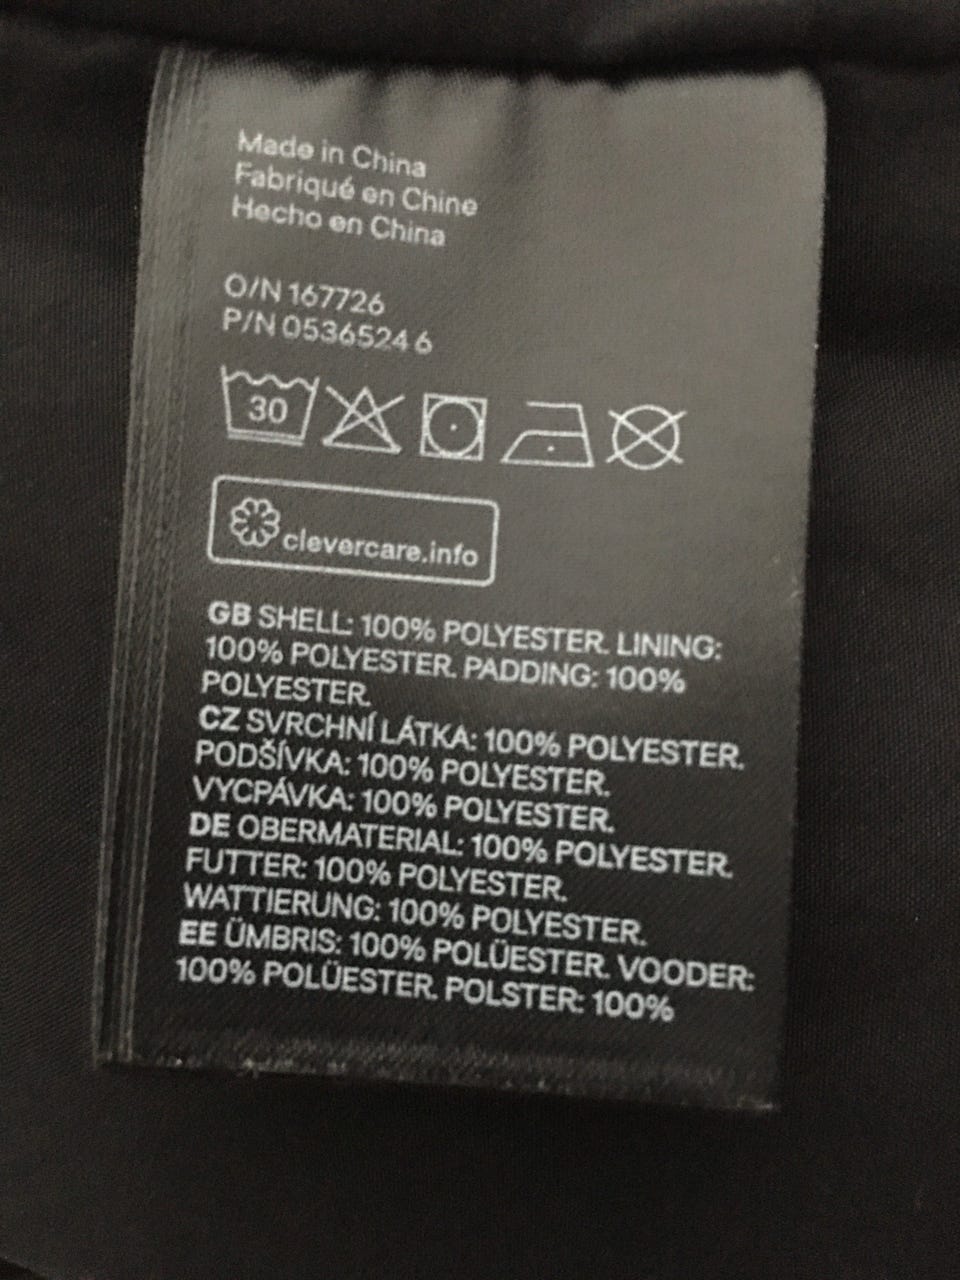 Made in China
Fabriqué en Chine
Hecho en China
O/N 167726
P/N 0536524 6
30
clevercare.info
GB SHELL: 100% POLYESTER. LINING:
100% POLYESTER. PADDING: 100%
POLYESTER.
CZ SVRCHNÍ LÁTKA: 100% POLYESTER.
PODŠÍVKA: 100% POLYESTER.
VYCPÁVKA: 100% POLYESTER.
DE OBERMATERIAL: 100% POLYESTER.
FUTTER: 100% POLYESTER.
WATTIERUNG: 100% POLYESTER.
EE ÜMBRIS: 100% POLÜESTER. VOODER:
100% POLÜESTER. POLSTER: 100%